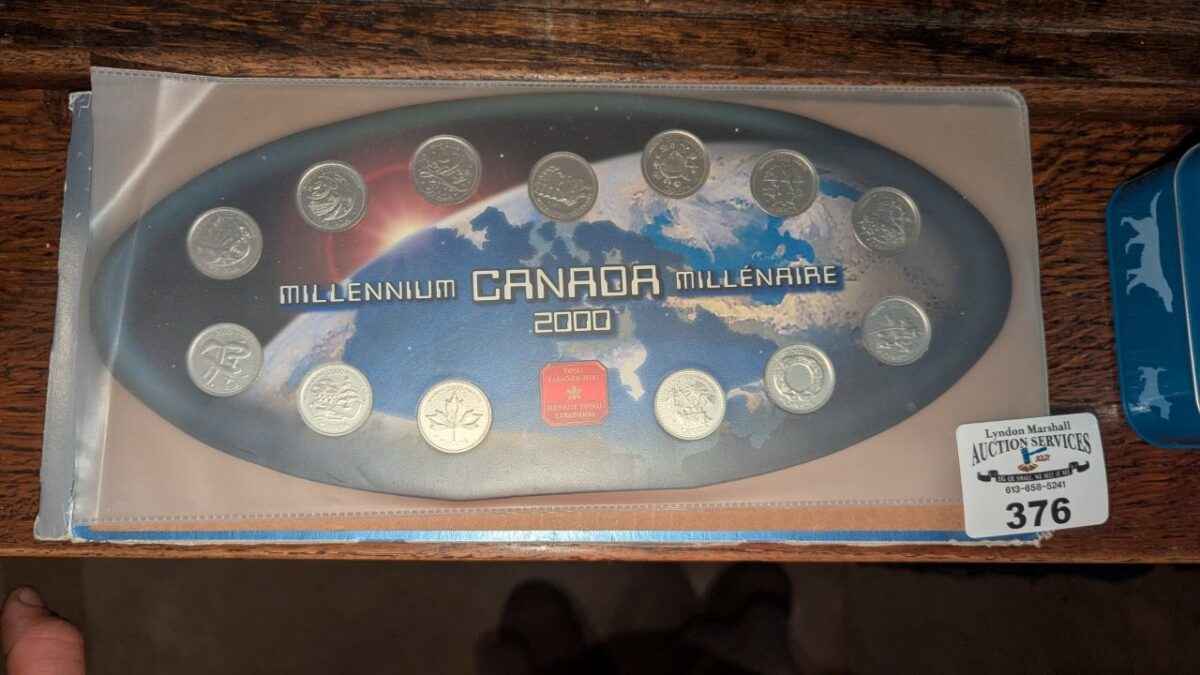 MILLENNIUM CANADA MILLÉNAIRE
2000
Lyndon Marshall
AUCTION SERVICES
613-658-5241
376